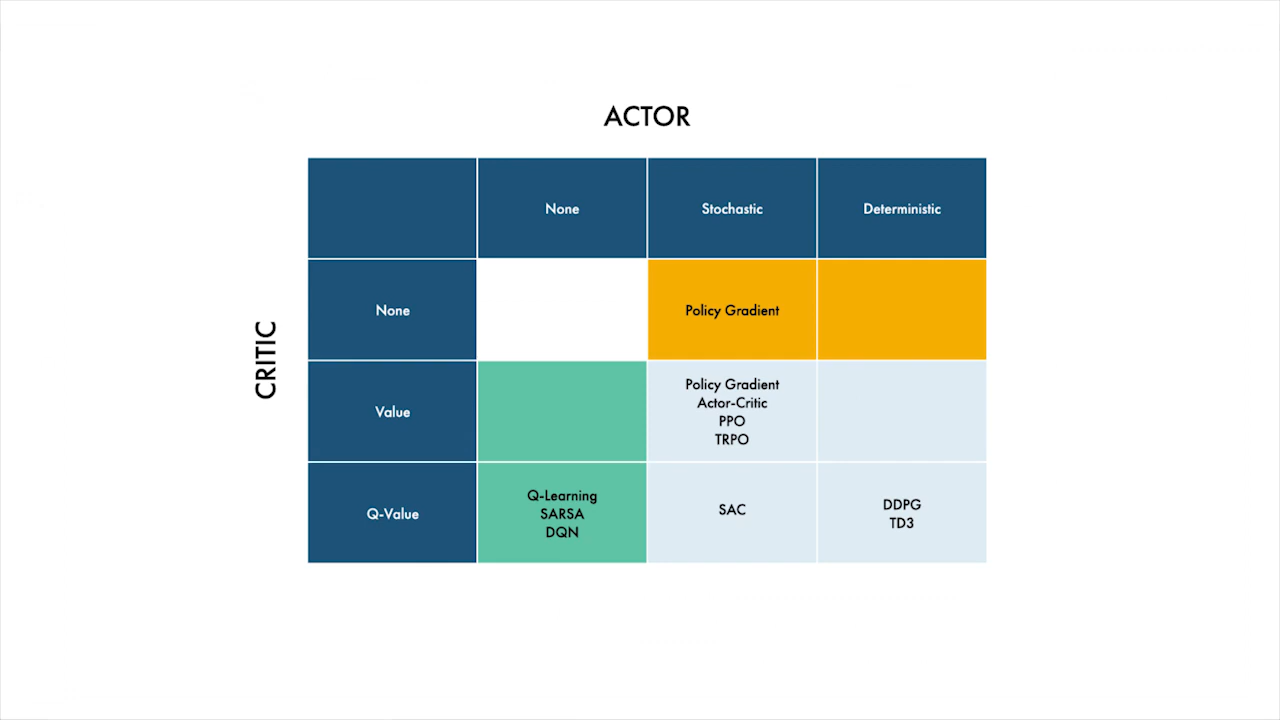 ACTOR
None
Stochastic
Deterministic
CRITIC
None
Policy Gradient
Value
Policy Gradient
Actor-Critic
PPO
TRPO
Q-Value
Q-Learning
SARSA
DQN
SAC
DDPG
TD3